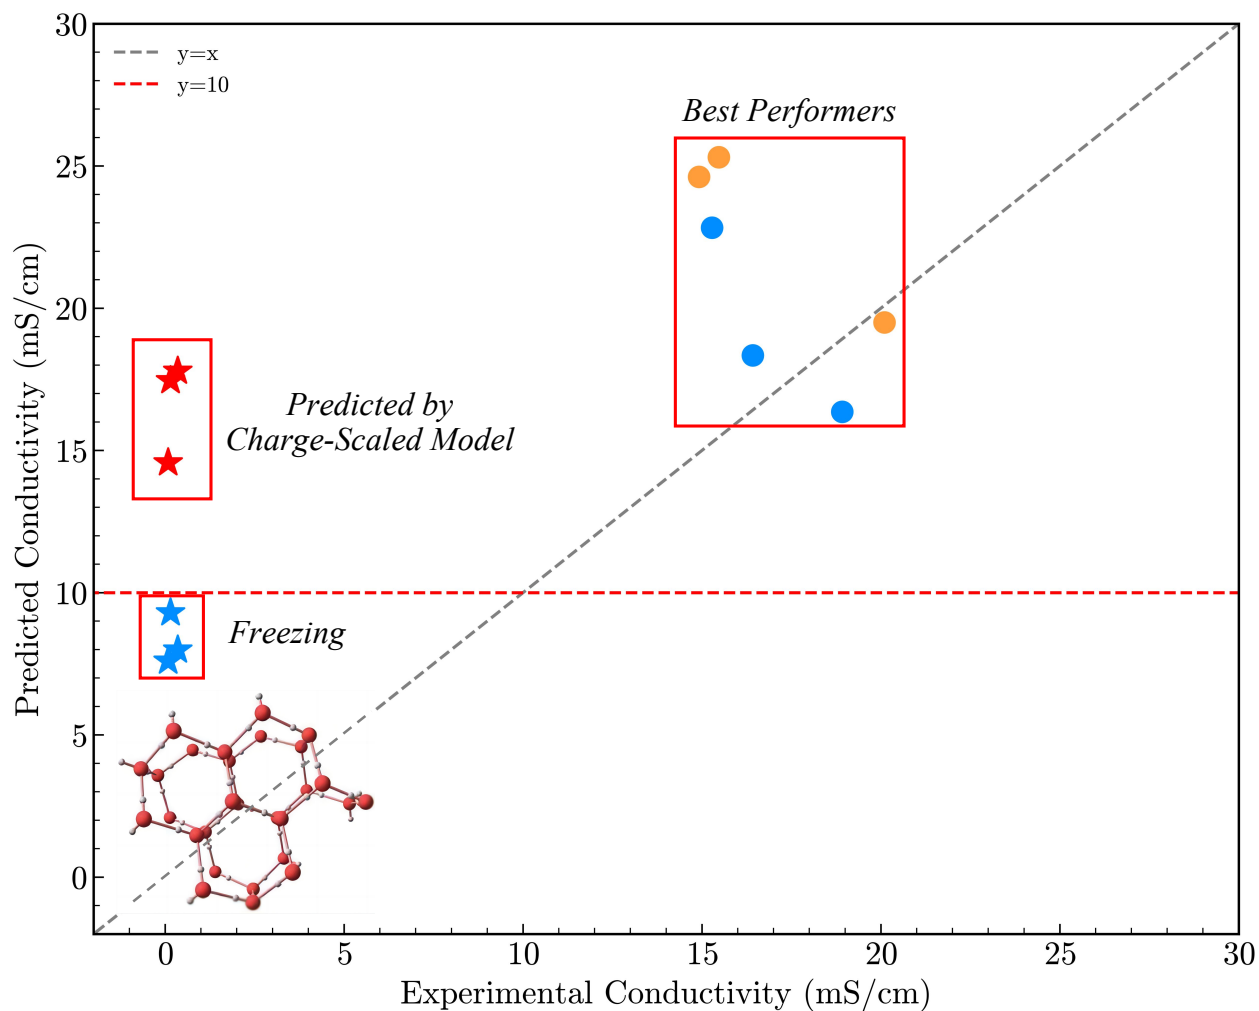 30
y=x
y=10
Best Performers
25
20
Predicted by
Charge-Scaled Model
15
10
Freezing
5
0
Predicted Conductivity (mS/cm)
0 5 10 15 20 25 30
Experimental Conductivity (mS/cm)